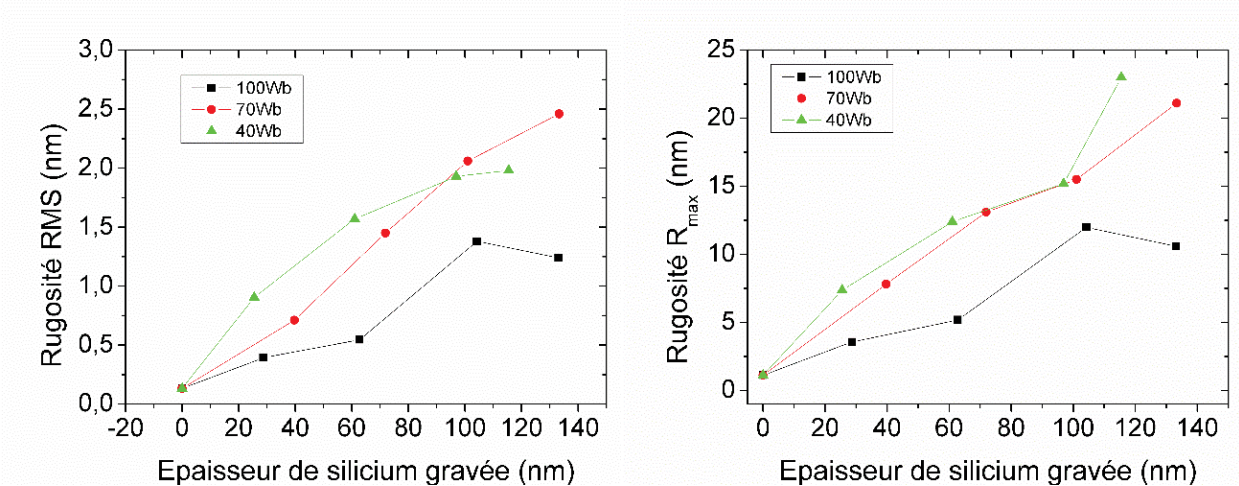 3,0
2,5
2,0
1,5
1,0
0,5
0,0
-20 0 20 40 60 80 100 120 140
Rugosité RMS (nm)
Epaisseur de silicium gravée (nm)
100Wb
70Wb
40Wb
25
20
15
10
5
0
0 20 40 60 80 100 120 140
Rugosité Rmax (nm)
Epaisseur de silicium gravée (nm)
100Wb
70Wb
40Wb